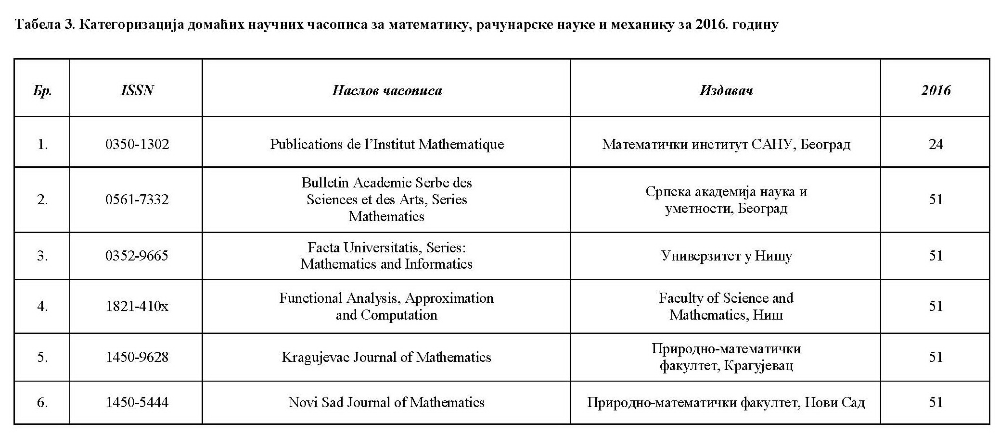 Табела 3. Категоризација домаћих научних часописа за математику, рачунарске науке и механику за 2016. годину
Бр. ISSN Наслов часописа Издавач 2016
1. 0350-1302 Publications de l’Institut Mathematique Математички институт САНУ, Београд 24
2. 0561-7332 Bulletin Academie Serbe des
Sciences et des Arts, Series
Mathematics Српска академија наука и
уметности, Београд 51
3. 0352-9665 Facta Universitatis, Series:
Mathematics and Informatics Универзитет у Нишу 51
4. 1821-410x Functional Analysis, Approximation
and Computation Faculty of Science and
Mathematics, Ниш 51
5. 1450-9628 Kragujevac Journal of Mathematics Природно-математички
факултет, Крагујевац 51
6. 1450-5444 Novi Sad Journal of Mathematics Природно-математички факултет, Нови Сад 51